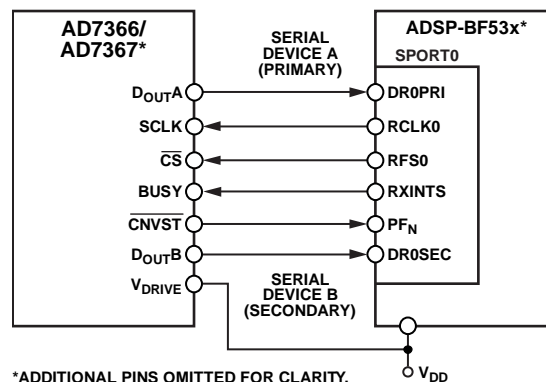 AD7366/
AD7367*
ADSP-BF53x*
SERIAL
DEVICE A
(PRIMARY)
SPORT0
DOUTA
DR0PRI
SCLK
RCLK0
CS
RFS0
BUSY
RXINTS
CNVST
PFN
DOUTB
DR0SEC
VDRIVE
SERIAL
DEVICE B
(SECONDARY)
VDD
*ADDITIONAL PINS OMITTED FOR CLARITY.